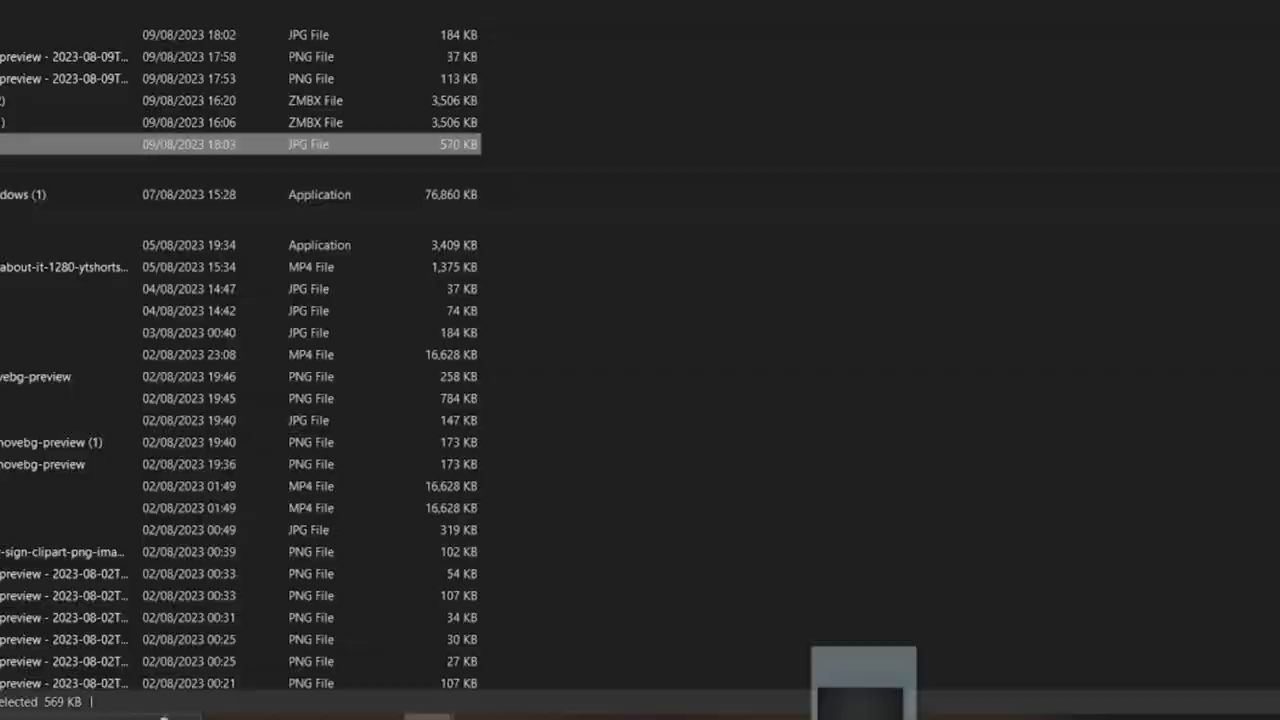 09/08/2023 18:02 JPG File 184 KB
preview - 2023-08-09T... 09/08/2023 17:58 PNG File 37 KB
preview - 2023-08-09T... 09/08/2023 17:53 PNG File 113 KB
) 09/08/2023 16:20 ZMBX File 3,506 KB
) 09/08/2023 16:06 ZMBX File 3,506 KB
09/08/2023 18:03 JPG File 570 KB
dows (1) 07/08/2023 15:28 Application 76,860 KB
05/08/2023 19:34 Application 3,409 KB
about-it-1280-ytshorts... 05/08/2023 15:34 MP4 File 1,375 KB
04/08/2023 14:47 JPG File 37 KB
04/08/2023 14:42 JPG File 74 KB
03/08/2023 00:40 JPG File 184 KB
02/08/2023 23:08 MP4 File 16,628 KB
vebg-preview 02/08/2023 19:46 PNG File 258 KB
02/08/2023 19:45 PNG File 784 KB
02/08/2023 19:40 JPG File 147 KB
novebg-preview (1) 02/08/2023 19:40 PNG File 173 KB
novebg-preview 02/08/2023 19:36 PNG File 173 KB
02/08/2023 01:49 MP4 File 16,628 KB
02/08/2023 01:49 MP4 File 16,628 KB
02/08/2023 00:49 JPG File 319 KB
-sign-clipart-png-ima... 02/08/2023 00:39 PNG File 102 KB
preview - 2023-08-02T... 02/08/2023 00:33 PNG File 54 KB
preview - 2023-08-02T... 02/08/2023 00:33 PNG File 107 KB
preview - 2023-08-02T... 02/08/2023 00:31 PNG File 34 KB
preview - 2023-08-02T... 02/08/2023 00:25 PNG File 30 KB
preview - 2023-08-02T... 02/08/2023 00:25 PNG File 27 KB
preview - 2023-08-02T... 02/08/2023 00:21 PNG File 107 KB
elected 569 KB